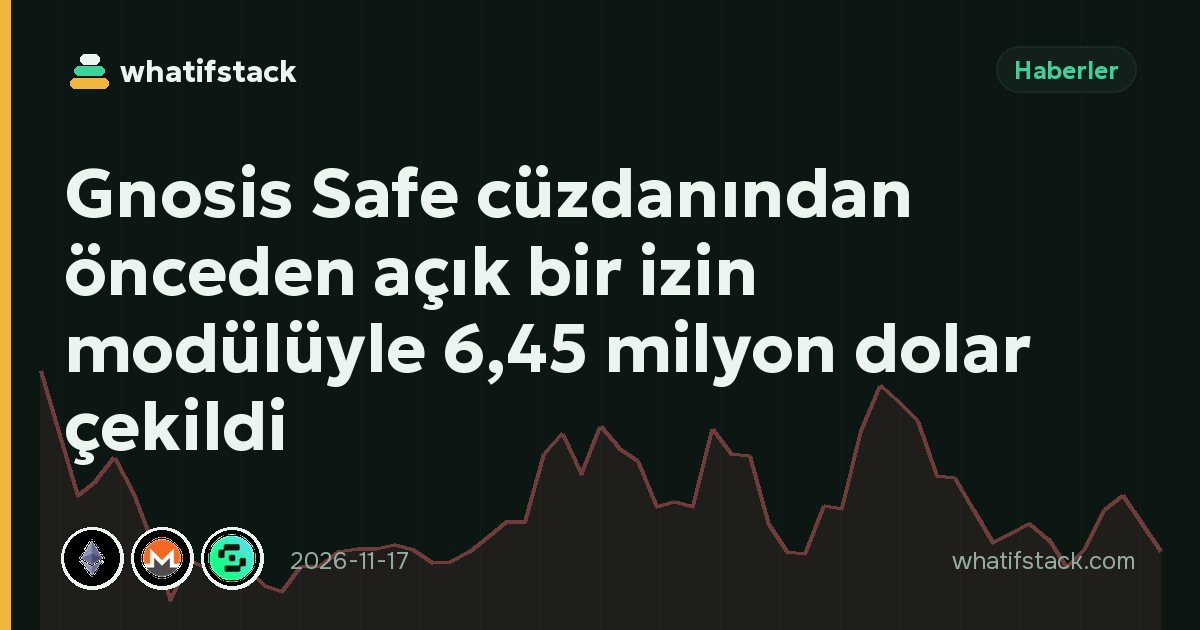 whatifstack
Haberler
Gnosis Safe cüzdanından
önceden açık bir izin
modülüyle 6,45 milyon dolar
çekildi
2026-11-17
whatifstack.com